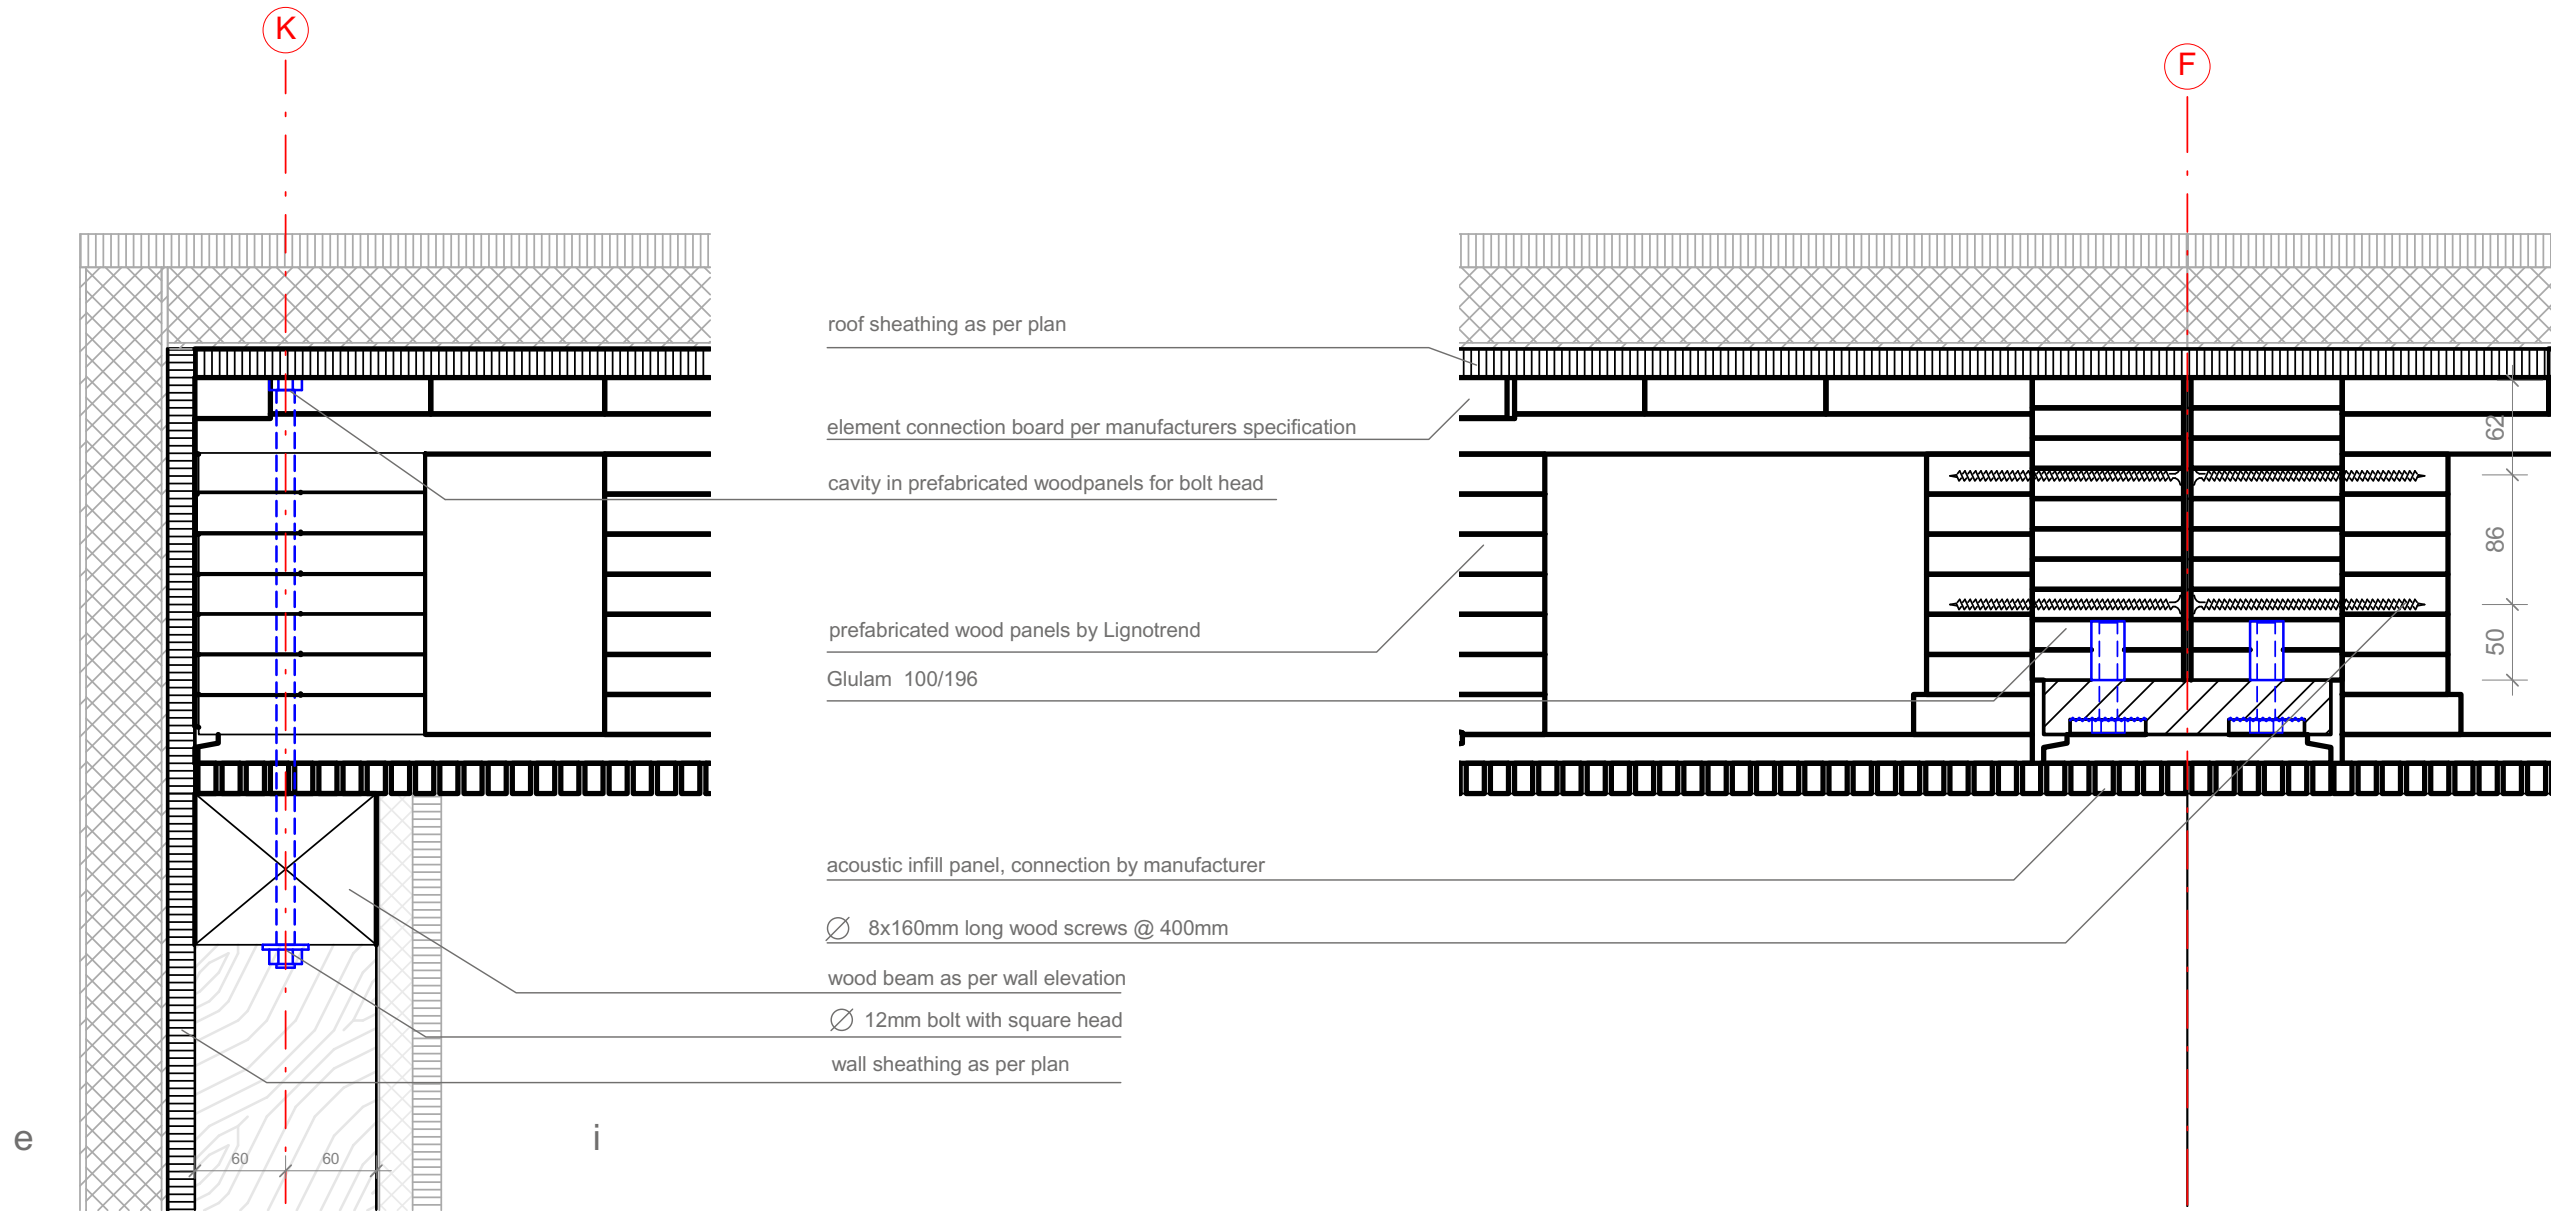 K
F
roof sheathing as per plan
element connection board per manufacturers specification
cavity in prefabricated woodpanels for bolt head
prefabricated wood panels by Lignotrend
Glulam 100/196
acoustic infill panel, connection by manufacturer
∅ 8x160mm long wood screws @ 400mm
wood beam as per wall elevation
∅ 12mm bolt with square head
wall sheathing as per plan
62
86
50
e
i
60
60